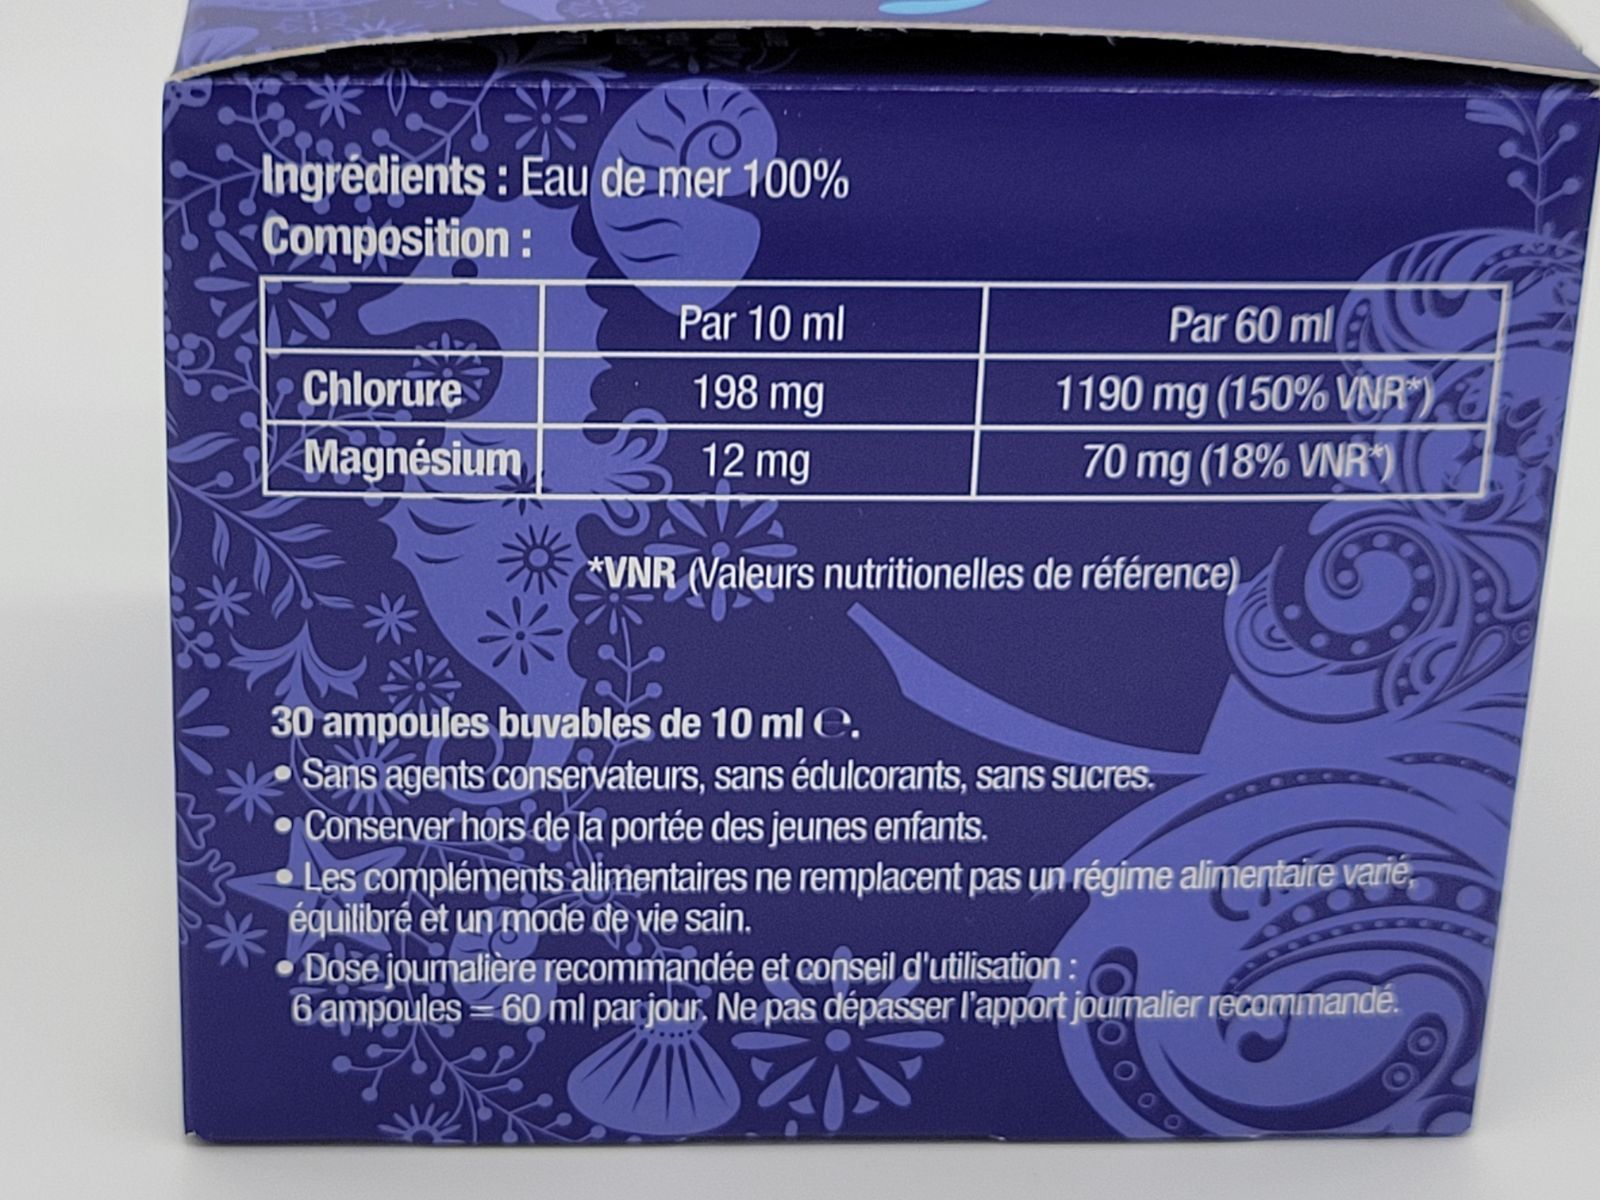 Ingrédients : Eau de mer 100%
Composition :
Par 10 ml Par 60 ml
Chlorure 198 mg 1190 mg (150% VNR*)
Magnésium 12 mg 70 mg (18% VNR*)
*VNR (Valeurs nutritionelles de référence)
30 ampoules buvables de 10 ml ℮.
• Sans agents conservateurs, sans édulcorants, sans sucres.
• Conserver hors de la portée des jeunes enfants.
• Les compléments alimentaires ne remplacent pas un régime alimentaire varié,
équilibré et un mode de vie sain.
• Dose journalière recommandée et conseil d'utilisation :
6 ampoules = 60 ml par jour. Ne pas dépasser l'apport journalier recommandé.